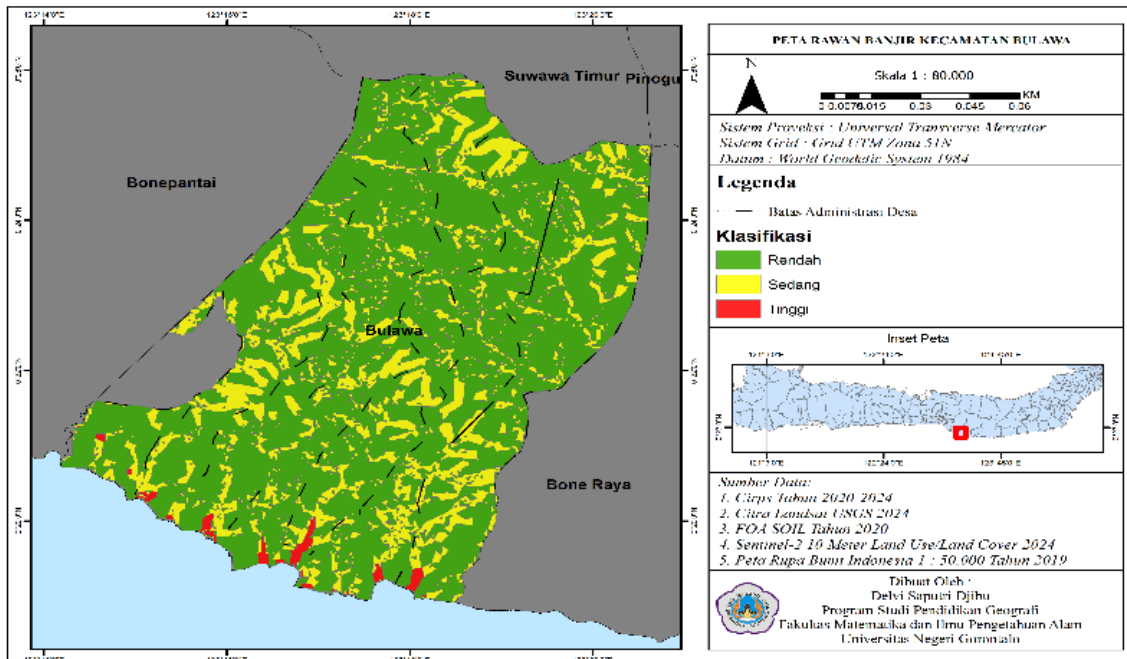 PETA RAWAN BANJIR KECAMATAN BULAWA
N
Skala 1 : 80.000
KM
0.03 0.045 0.06
Sistem Proyeksi : Universal Transverse Mercator
Sistem Grid : Grid UTM Zona 51N
Datum : World Geodetic System 1984
Legenda
Batas Administrasi Desa
Klasifikasi
Rendah
Sedang
Tinggi
Inset Peta
Sumber Data:
1. Cirps Tahun 2020-2024
2. Citra Landsat USGS 2024
3. FOA SOIL Tahun 2020
4. Sentinel-2 10 Meter Land Use/Land Cover 2024
5. Peta Rupa Bumi Indonesia 1 : 50.000 Tahun 2019
Dibuat Oleh :
Delvi Saputri Djibu
Program Studi Pendidikan Geografi
Fakultas Matematika dan Ilmu Pengetahuan Alam
Universitas Negeri Gorontalo
Suwawa Timur
Pinogu
Bonepantai
Bulawa
Bone Raya